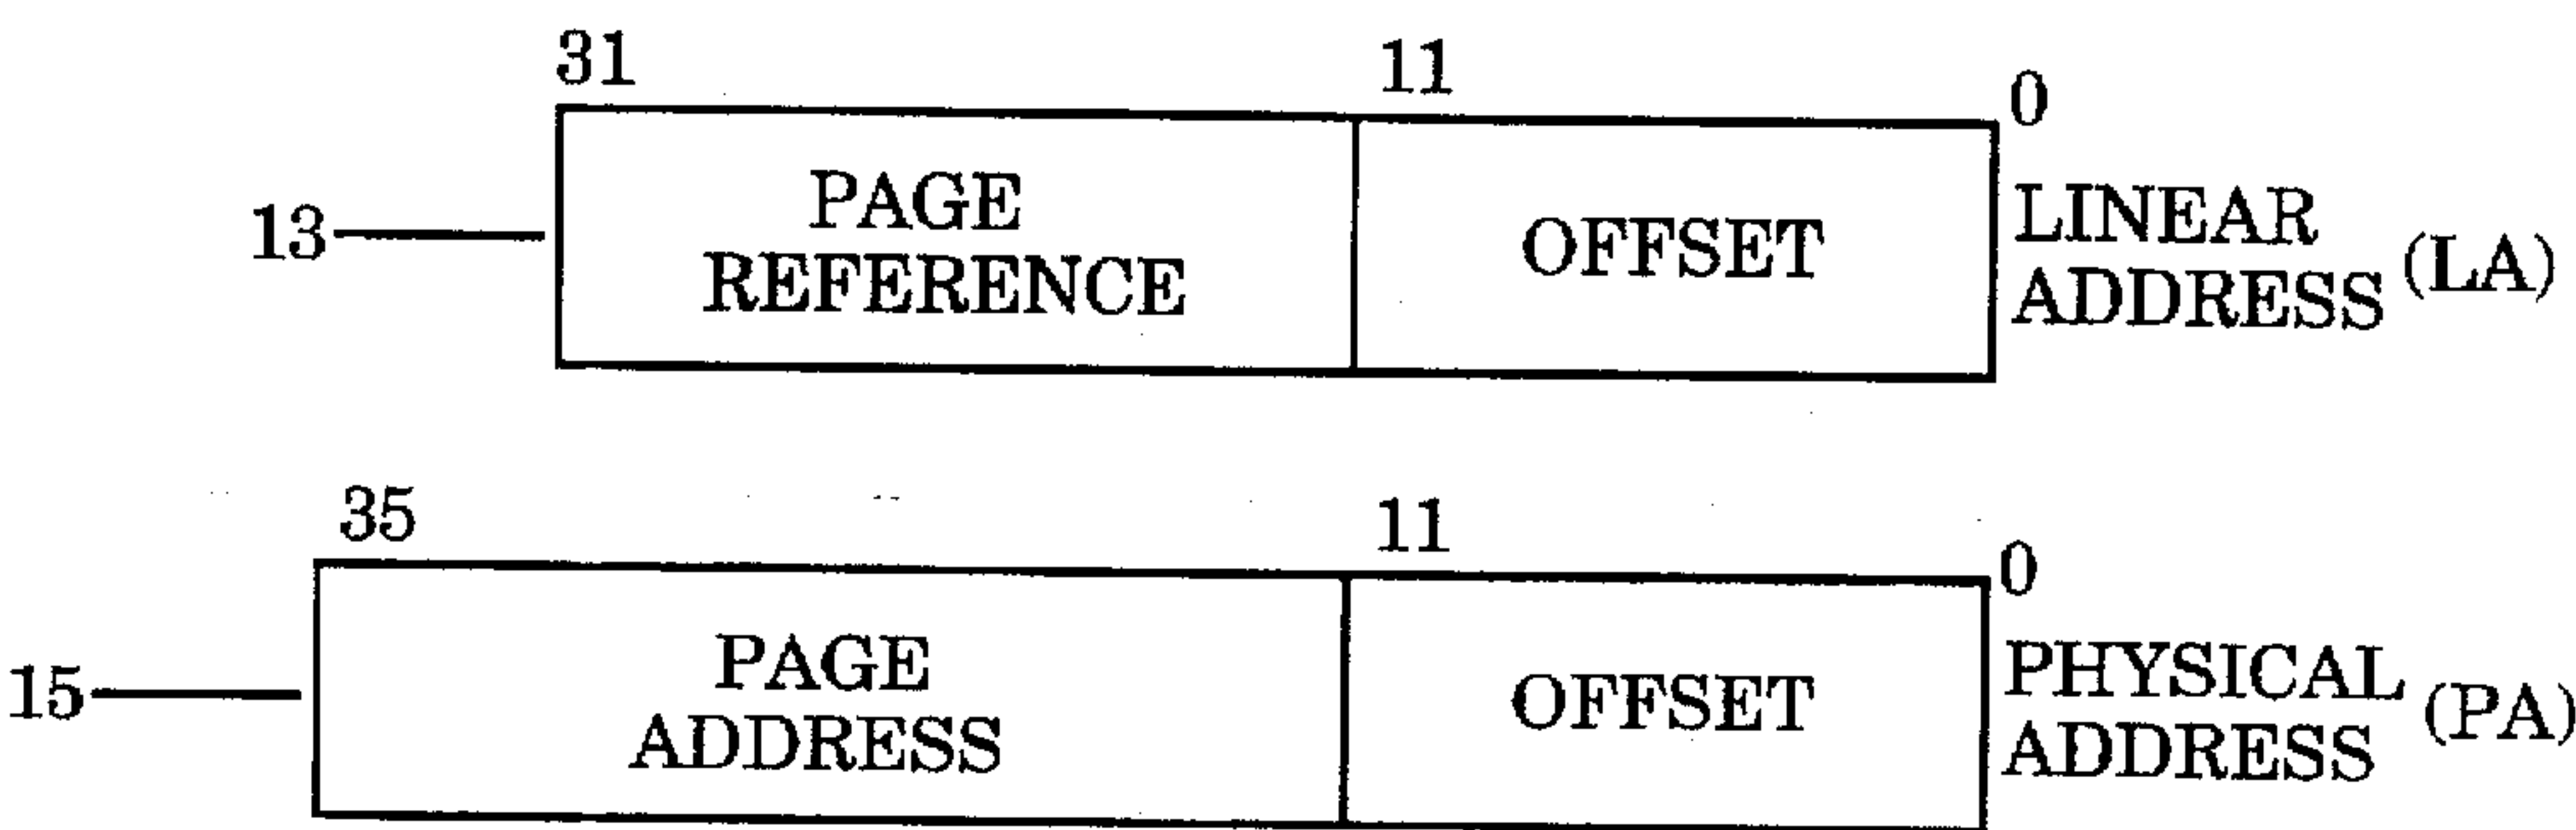 31 11 0
13 PAGE REFERENCE OFFSET LINEAR ADDRESS (LA)
35 11 0
15 PAGE ADDRESS OFFSET PHYSICAL ADDRESS (PA)